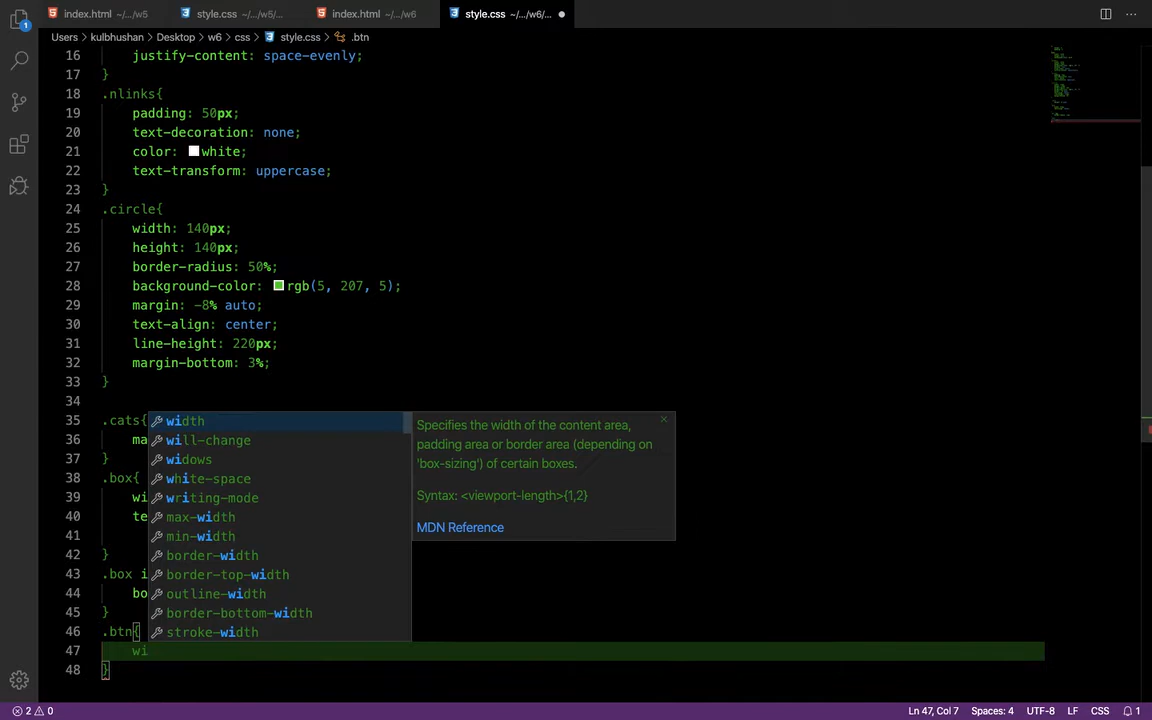 index.html ~/.../w5 style.css ~/.../w5/... index.html ~/.../w6 style.css ~/.../w6/...
Users > kulbhushan > Desktop > w6 > css > style.css > .btn
16 justify-content: space-evenly;
17 }
18 .nlinks{
19 padding: 50px;
20 text-decoration: none;
21 color: white;
22 text-transform: uppercase;
23 }
24 .circle{
25 width: 140px;
26 height: 140px;
27 border-radius: 50%;
28 background-color: rgb(5, 207, 5);
29 margin: -8% auto;
30 text-align: center;
31 line-height: 220px;
32 margin-bottom: 3%;
33 }
34
35 .cats{
36 ma
37 }
38 .box{
39 wi
40 te
41
42 }
43 .box i
44 bo
45 }
46 .btn{
47 wi
48 }
width
will-change
widows
white-space
writing-mode
max-width
min-width
border-width
border-top-width
outline-width
border-bottom-width
stroke-width
Specifies the width of the content area,
padding area or border area (depending on
'box-sizing') of certain boxes.
Syntax: <viewport-length>{1,2}
MDN Reference
1
2 0 Ln 47, Col 7 Spaces: 4 UTF-8 LF CSS 1